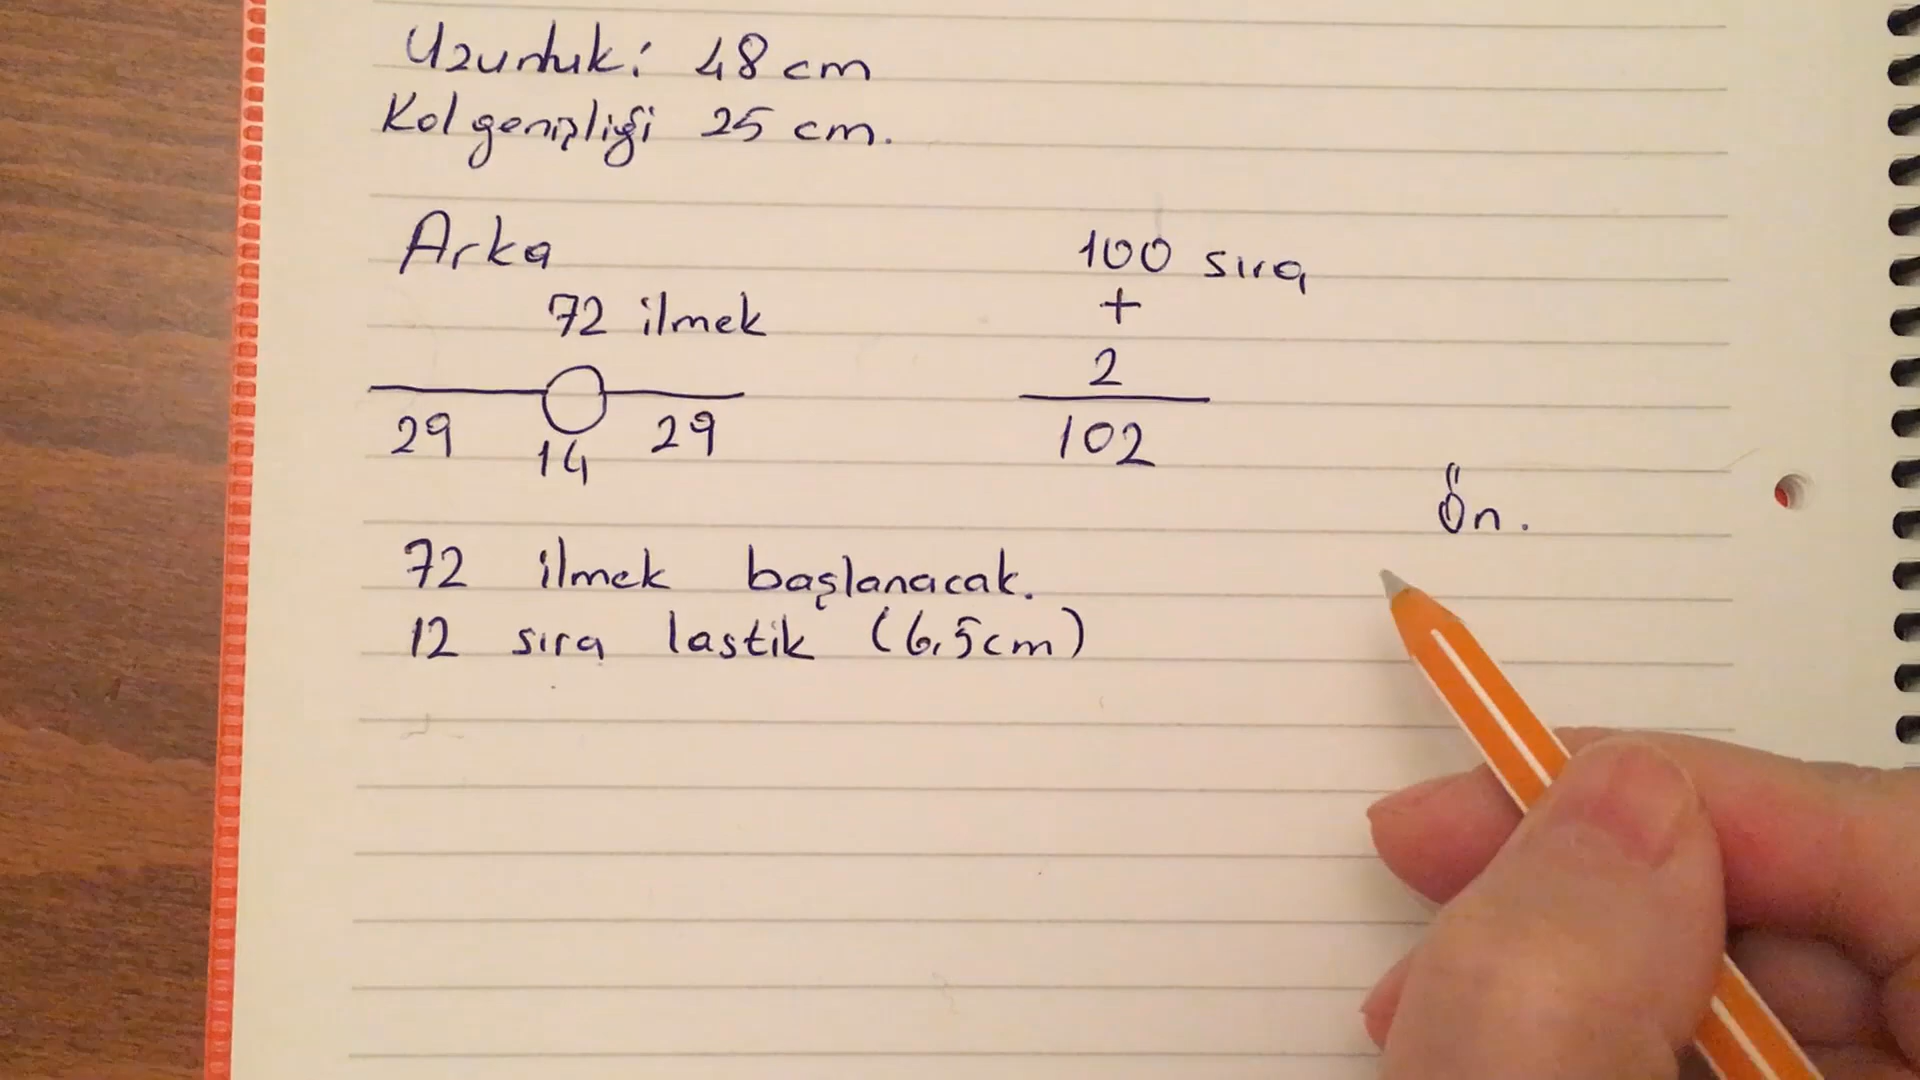 Uzunluk: 48 cm
Kol genişliği 25 cm.
Arka
72 ilmek
29 14 29
100 sıra
+
2
102
Ön.
72 ilmek başlanacak.
12 sıra lastik (6,5cm)